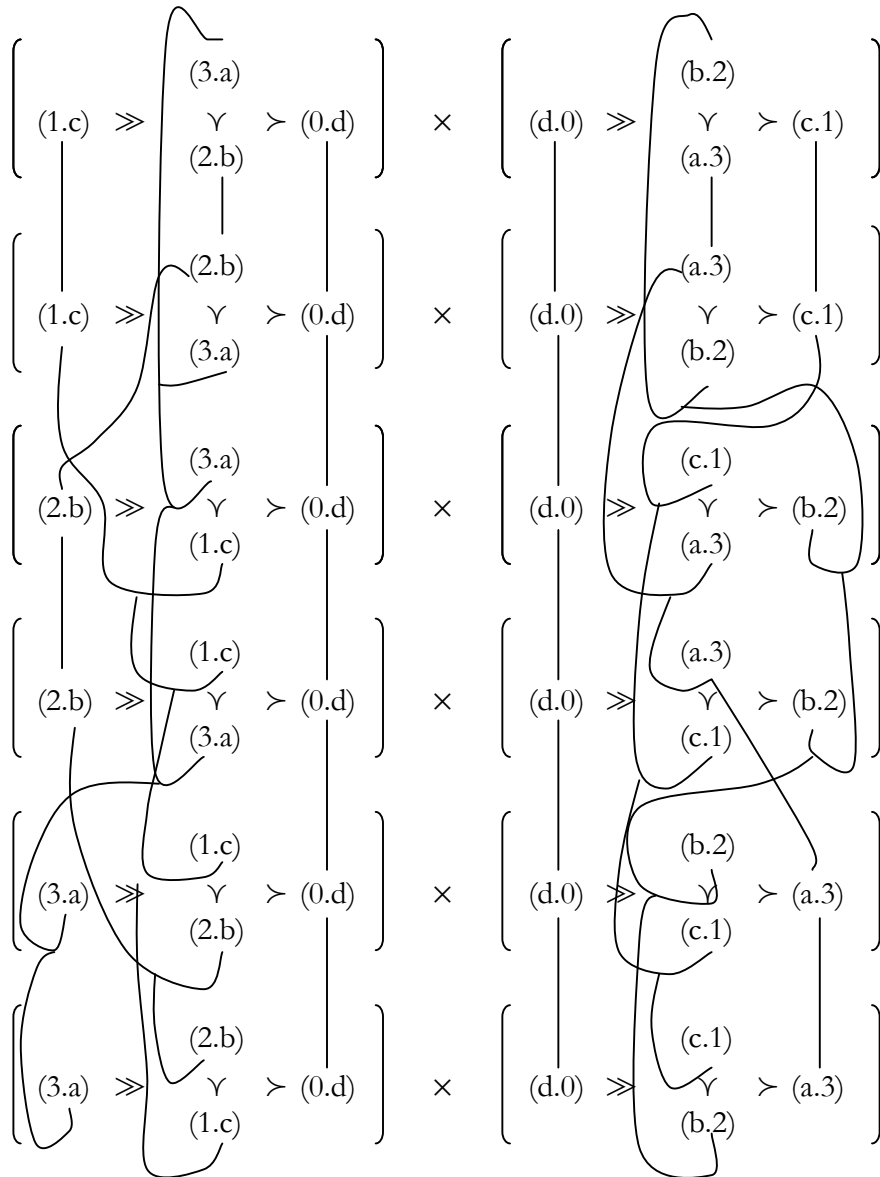 (3.a) (b.2)
(1.c) ≫ ⋎ ≻ (0.d) × (d.0) ≫ ⋎ ≻ (c.1)
(2.b) (a.3)
(2.b) (a.3)
(1.c) ≫ ⋎ ≻ (0.d) × (d.0) ≫ ⋎ ≻ (c.1)
(3.a) (b.2)
(3.a) (c.1)
(2.b) ≫ ⋎ ≻ (0.d) × (d.0) ≫ ⋎ ≻ (b.2)
(1.c) (a.3)
(1.c) (a.3)
(2.b) ≫ ⋎ ≻ (0.d) × (d.0) ≫ ⋎ ≻ (b.2)
(3.a) (c.1)
(1.c) (b.2)
(3.a) ≫ ⋎ ≻ (0.d) × (d.0) ≫ ⋎ ≻ (a.3)
(2.b) (c.1)
(2.b) (c.1)
(3.a) ≫ ⋎ ≻ (0.d) × (d.0) ≫ ⋎ ≻ (a.3)
(1.c) (b.2)